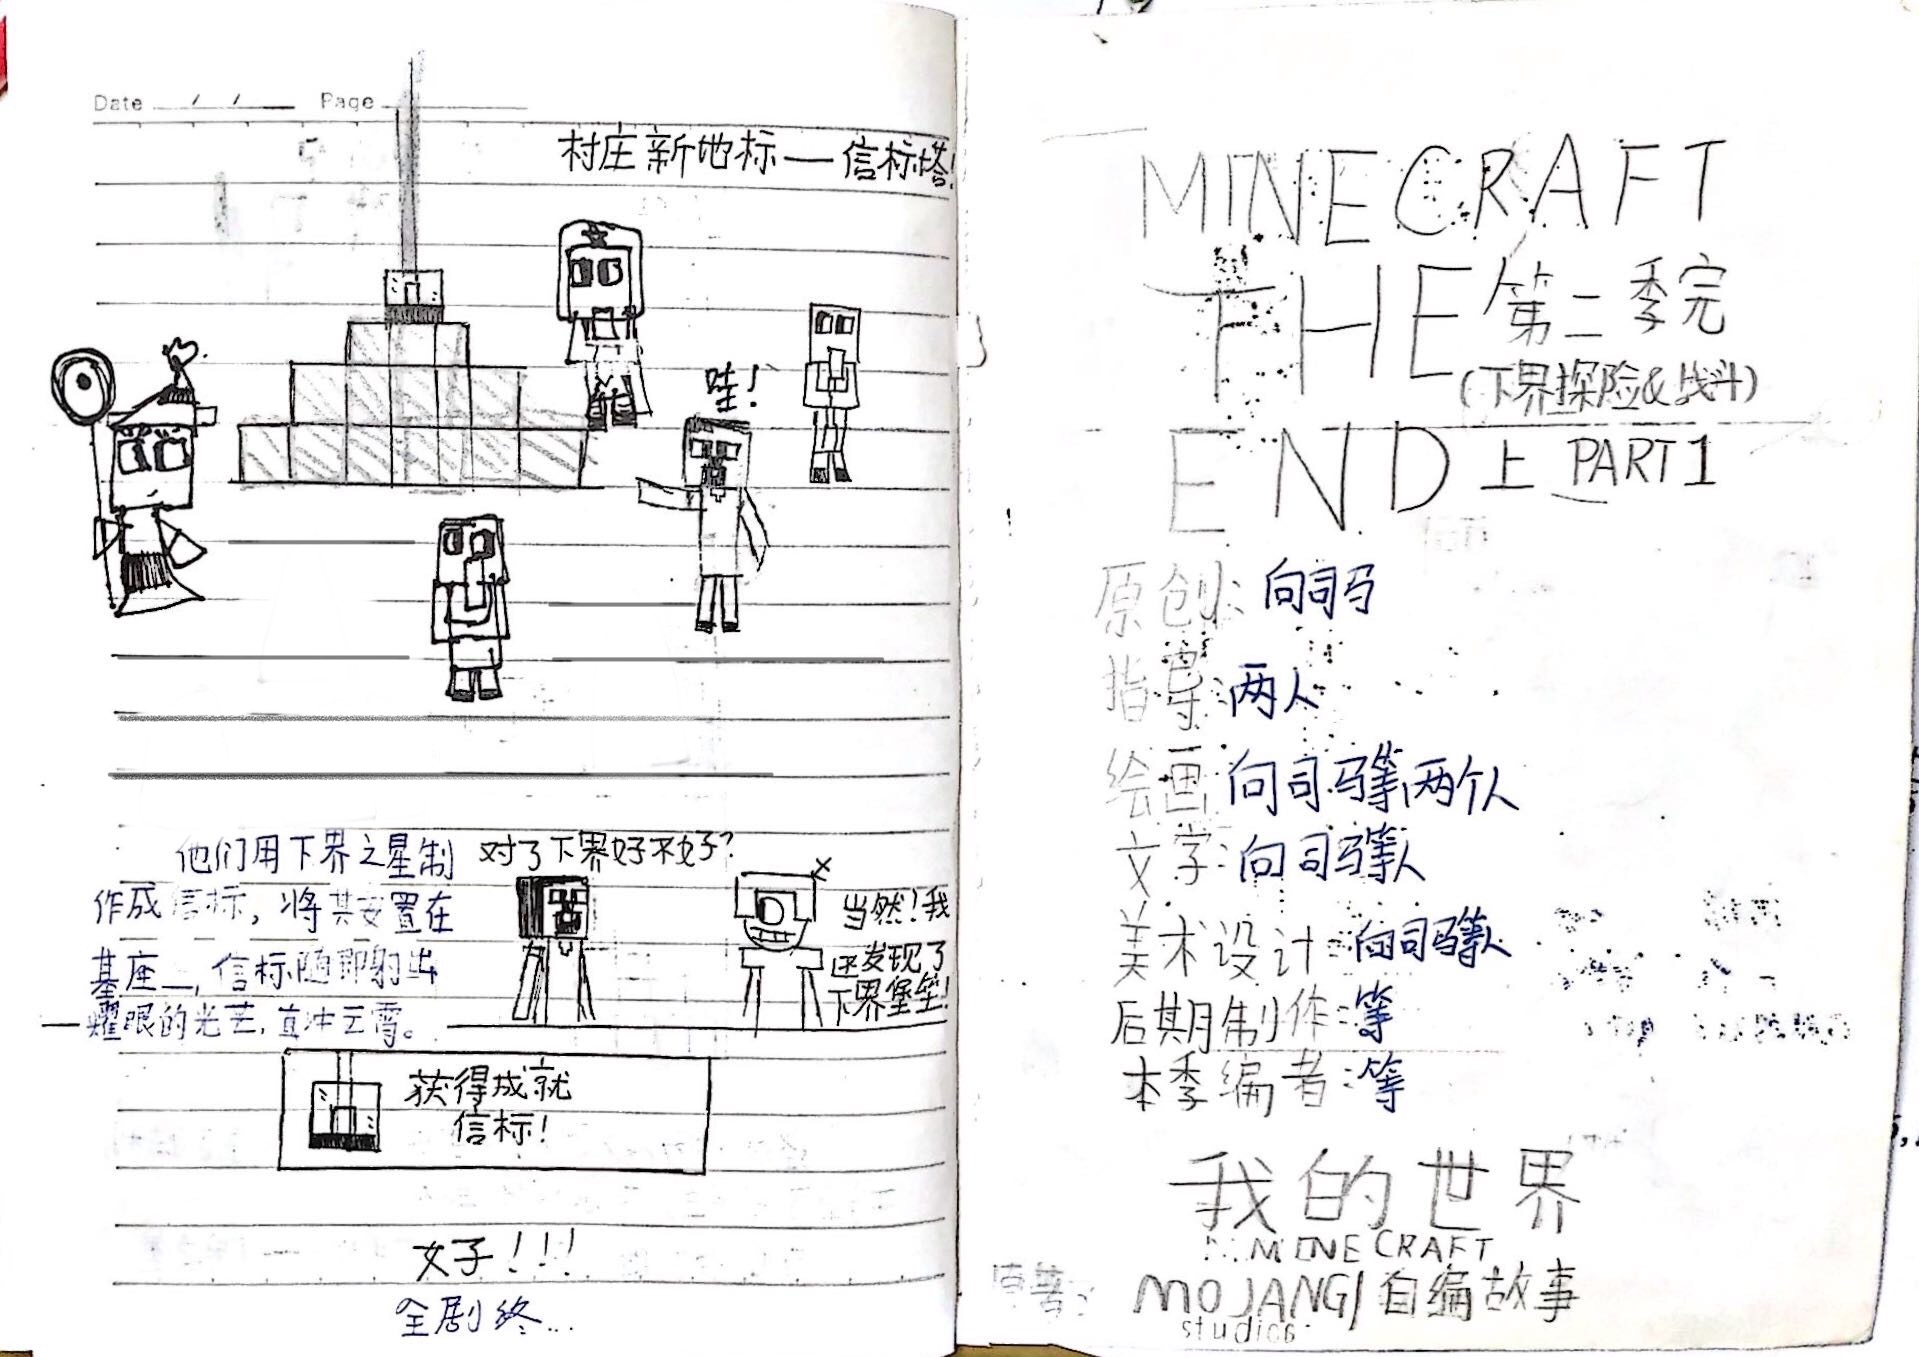 Date / / Page
村庄新地标——信标塔!
哇!
他们用下界之星制
作成信标，将其安置在
基座上，信标随即射出
耀眼的光芒，直冲云霄。
对了下界好不好?
当然!我
还发现了
下界堡垒!
获得成就
信标!
好!!!
全剧终...
MINECRAFT
THE 第二季完
(下界探险&战斗)
END 上 PART1
原创: 向司马
指导:两人
绘画:向司马等两个人
文学:向司马等人
美术设计:向司马等人
后期制作:等
本季编者:等
我的世界
MINECRAFT
原著: MOJANG/自编故事
studios